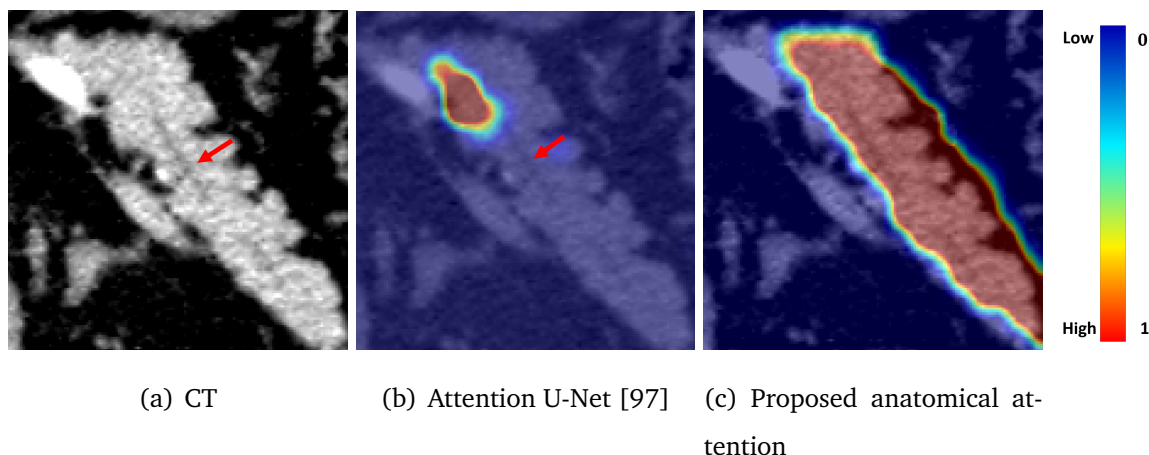 Low 0
High 1
(a) CT
(b) Attention U-Net [97]
(c) Proposed anatomical at-
tention